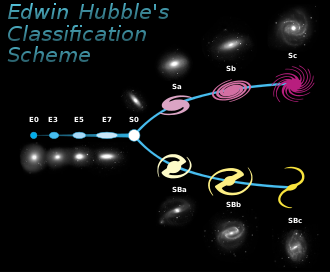 Edwin Hubble's
Classification
Scheme
Sc
Sb
Sa
E0 E3 E5 E7 S0
SBa
SBb
SBc